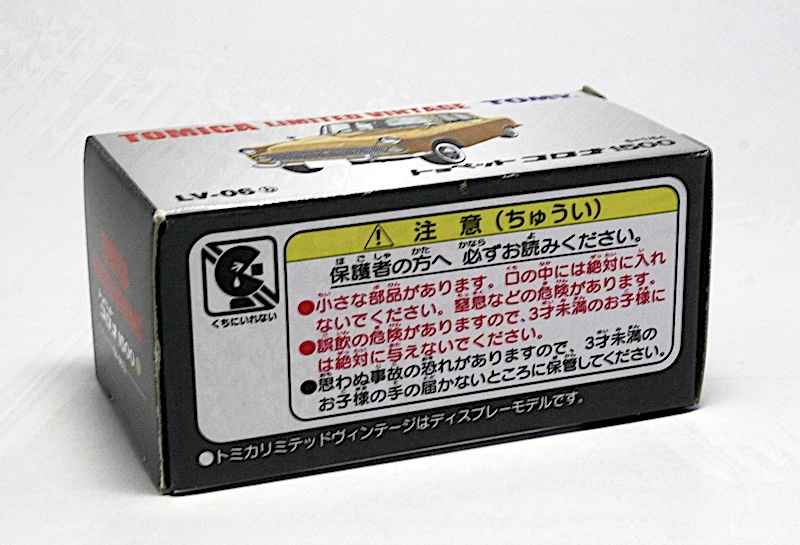 TOMICA LIMITED VINTAGE TOMY
トヨペット コロナ1500
LV-06 b
注意(ちゅうい)
保護者の方へ 必ずお読みください。
くちにいれない
●小さな部品があります。口の中には絶対に入れ
ないでください。窒息などの危険があります。
●誤飲の危険がありますので、3才未満のお子様に
は絶対に与えないでください。
●思わぬ事故の恐れがありますので、3才未満の
お子様の手の届かないところに保管してください。
●トミカリミテッドヴィンテージはディスプレーモデルです。